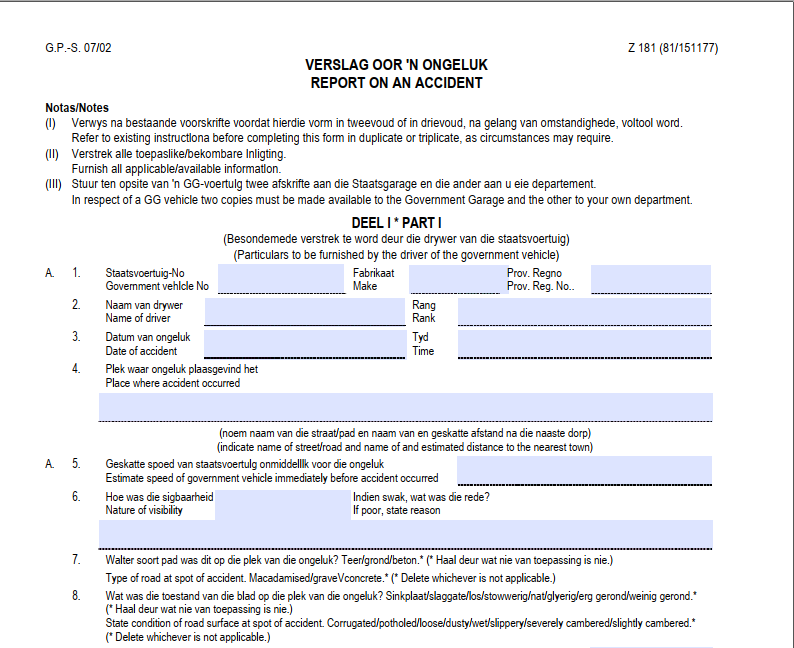 G.P.-S. 07/02
Z 181 (81/151177)
VERSLAG OOR 'N ONGELUK
REPORT ON AN ACCIDENT
Notas/Notes
(I) Verwys na bestaande voorskrifte voordat hierdie vorm in tweevoud of in drievoud, na gelang van omstandighede, voltool word.
Refer to existing instructlona before completing this form in duplicate or triplicate, as circumstances may require.
(II) Verstrek alle toepaslike/bekombare Inligting.
Furnish all applicable/available information.
(III) Stuur ten opsite van 'n GG-voertulg twee afskrifte aan die Staatsgarage en die ander aan u eie departement.
In respect of a GG vehicle two copies must be made available to the Government Garage and the other to your own department.
DEEL I * PART I
(Besondemede verstrek te word deur die drywer van die staatsvoertuig)
(Particulars to be furnished by the driver of the government vehicle)
A. 1. Staatsvoertuig-No Fabrikaat Prov. Regno
Government vehlcle No Make Prov. Reg. No..
2. Naam van drywer Rang
Name of driver Rank
3. Datum van ongeluk Tyd
Date of accident Time
4. Plek waar ongeluk plaasgevind het
Place where accident occurred
(noem naam van die straat/pad en naam van en geskatte afstand na die naaste dorp)
(indicate name of street/road and name of and estimated distance to the nearest town)
A. 5. Geskatte spoed van staatsvoertulg onmiddelllk voor die ongeluk
Estimate speed of government vehicle immediately before accident occurred
6. Hoe was die sigbaarheid Indien swak, wat was die rede?
Nature of visibility If poor, state reason
7. Walter soort pad was dit op die plek van die ongeluk? Teer/grond/beton.* (* Haal deur wat nie van toepassing is nie.)
Type of road at spot of accident. Macadamised/graveVconcrete.* (* Delete whichever is not applicable.)
8. Wat was die toestand van die blad op die plek van die ongeluk? Sinkplaat/slaggate/los/stowwerig/nat/glyerig/erg gerond/weinig gerond.*
(* Haal deur wat nie van toepassing is nie.)
State condition of road surface at spot of accident. Corrugated/potholed/loose/dusty/wet/slippery/severely cambered/slightly cambered.*
(* Delete whichever is not applicable.)